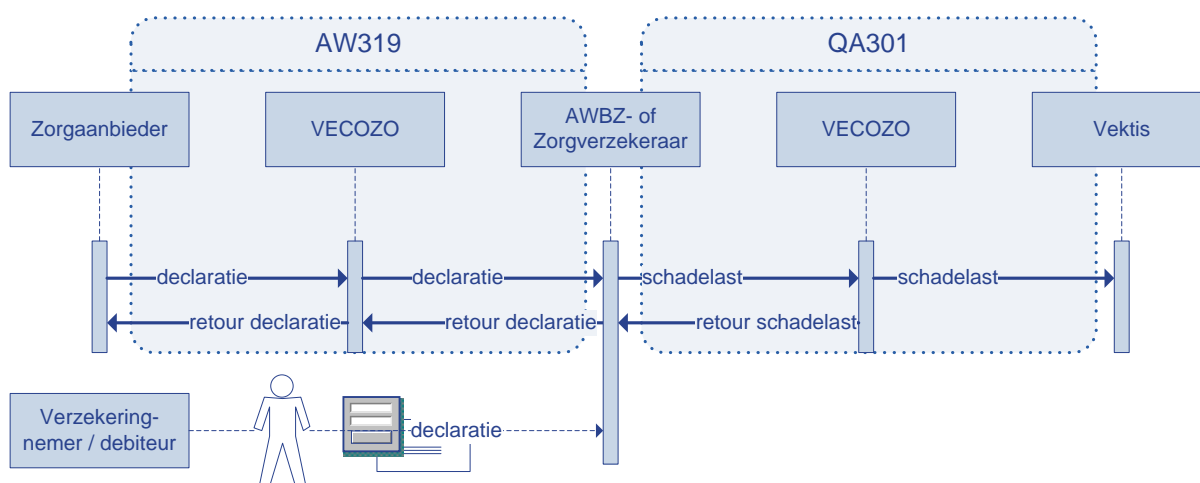 AW319
QA301
Zorgaanbieder
VECOZO
AWBZ- of
Zorgverzekeraar
VECOZO
Vektis
declaratie
declaratie
schadelast
schadelast
retour declaratie
retour declaratie
retour schadelast
Verzekering-
nemer / debiteur
declaratie